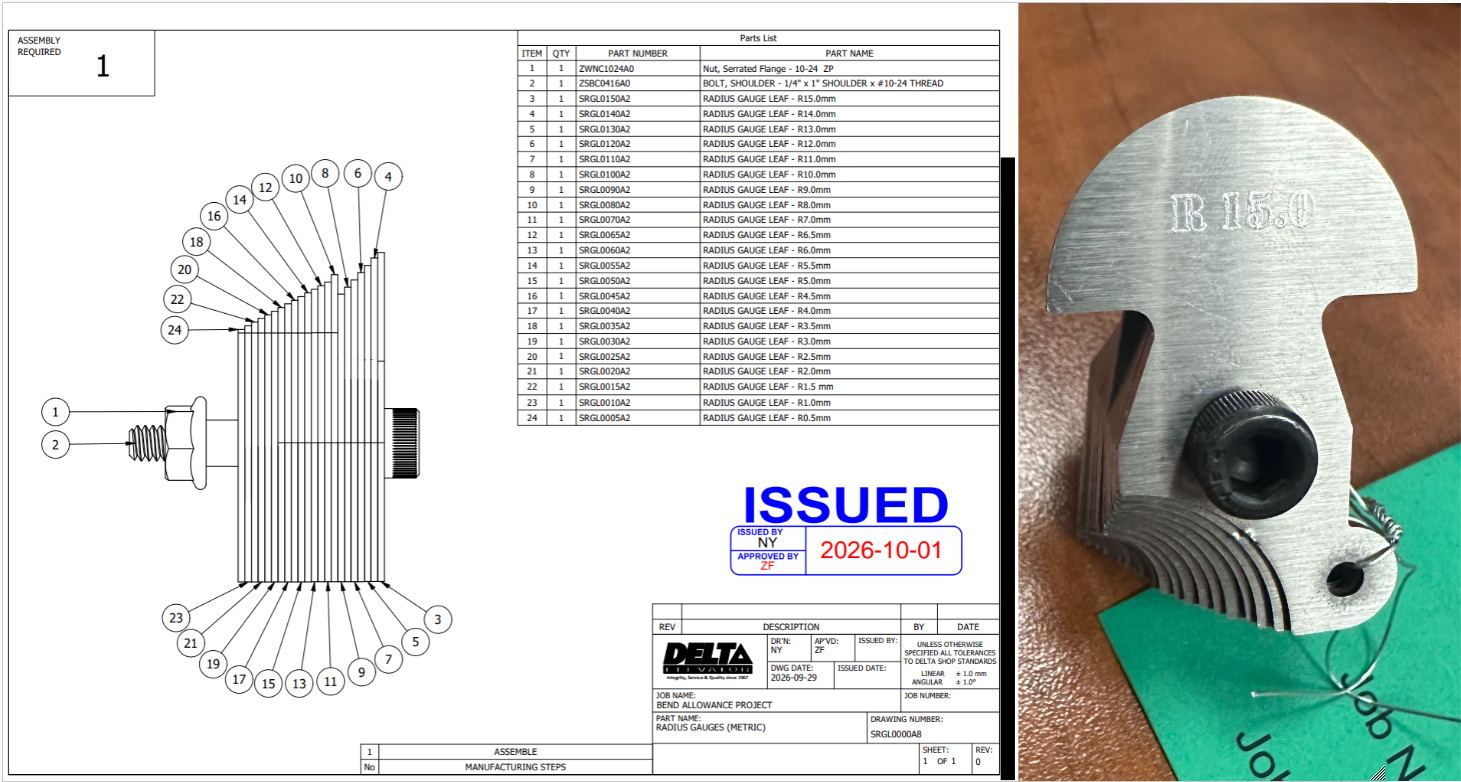 ASSEMBLY
REQUIRED
1
Parts List
ITEM QTY PART NUMBER PART NAME
1 1 ZWNC1024A0 Nut, Serrated Flange - 10-24 ZP
2 1 ZSBC0416A0 BOLT, SHOULDER - 1/4" x 1" SHOULDER x #10-24 THREAD
3 1 SRGL0150A2 RADIUS GAUGE LEAF - R15.0mm
4 1 SRGL0140A2 RADIUS GAUGE LEAF - R14.0mm
5 1 SRGL0130A2 RADIUS GAUGE LEAF - R13.0mm
6 1 SRGL0120A2 RADIUS GAUGE LEAF - R12.0mm
7 1 SRGL0110A2 RADIUS GAUGE LEAF - R11.0mm
8 1 SRGL0100A2 RADIUS GAUGE LEAF - R10.0mm
9 1 SRGL0090A2 RADIUS GAUGE LEAF - R9.0mm
10 1 SRGL0080A2 RADIUS GAUGE LEAF - R8.0mm
11 1 SRGL0070A2 RADIUS GAUGE LEAF - R7.0mm
12 1 SRGL0065A2 RADIUS GAUGE LEAF - R6.5mm
13 1 SRGL0060A2 RADIUS GAUGE LEAF - R6.0mm
14 1 SRGL0055A2 RADIUS GAUGE LEAF - R5.5mm
15 1 SRGL0050A2 RADIUS GAUGE LEAF - R5.0mm
16 1 SRGL0045A2 RADIUS GAUGE LEAF - R4.5mm
17 1 SRGL0040A2 RADIUS GAUGE LEAF - R4.0mm
18 1 SRGL0035A2 RADIUS GAUGE LEAF - R3.5mm
19 1 SRGL0030A2 RADIUS GAUGE LEAF - R3.0mm
20 1 SRGL0025A2 RADIUS GAUGE LEAF - R2.5mm
21 1 SRGL0020A2 RADIUS GAUGE LEAF - R2.0mm
22 1 SRGL0015A2 RADIUS GAUGE LEAF - R1.5 mm
23 1 SRGL0010A2 RADIUS GAUGE LEAF - R1.0mm
24 1 SRGL0005A2 RADIUS GAUGE LEAF - R0.5mm
4
6
8
10
12
14
16
18
20
22
24
1
2
23
21
19
17
15
13
11
9
7
5
3
ISSUED
ISSUED BY
NY
APPROVED BY
ZF
2026-10-01
REV DESCRIPTION BY DATE
DELTA
ELEVATOR
Integrity, Service & Quality since 1967
DR'N:
NY
AP'VD:
ZF
ISSUED BY:
DWG DATE:
2026-09-29
ISSUED DATE:
UNLESS OTHERWISE
SPECIFIED ALL TOLERANCES
TO DELTA SHOP STANDARDS
LINEAR ± 1.0 mm
ANGULAR ± 1.0°
JOB NAME:
BEND ALLOWANCE PROJECT
JOB NUMBER:
PART NAME:
RADIUS GAUGES (METRIC)
DRAWING NUMBER:
SRGL0000A8
SHEET:
1 OF 1
REV:
0
1 ASSEMBLE
No MANUFACTURING STEPS
R 15.0
Job N
Jo